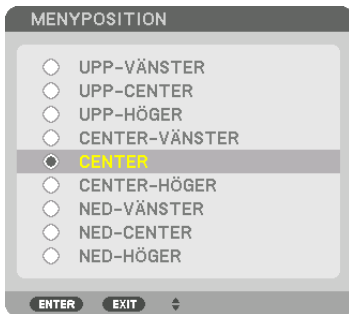 MENYPOSITION
UPP-VÄNSTER
UPP-CENTER
UPP-HÖGER
CENTER-VÄNSTER
CENTER
CENTER-HÖGER
NED-VÄNSTER
NED-CENTER
NED-HÖGER
ENTER EXIT